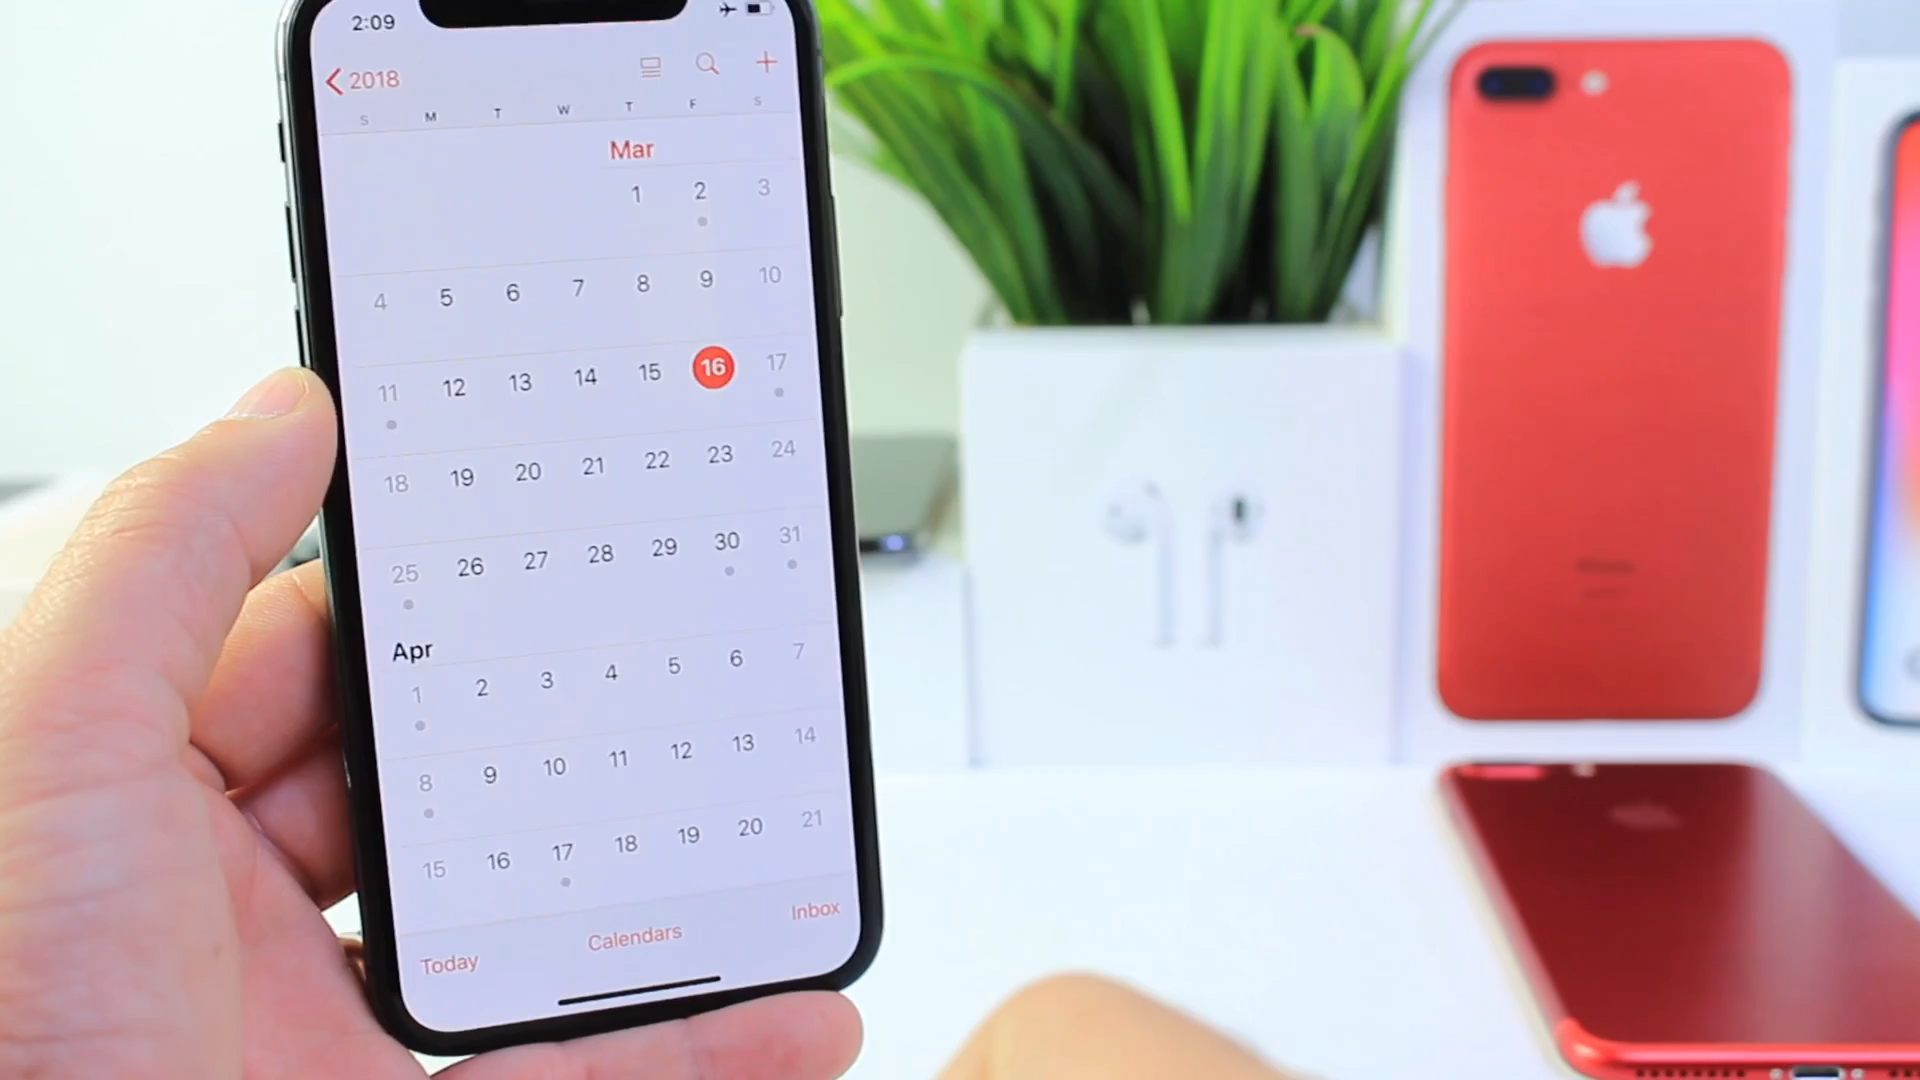 2:09
2018
S M T W T F S
Mar
1 2 3
4 5 6 7 8 9 10
11 12 13 14 15 16 17
18 19 20 21 22 23 24
25 26 27 28 29 30 31
Apr
1 2 3 4 5 6 7
8 9 10 11 12 13 14
15 16 17 18 19 20 21
Today Calendars Inbox